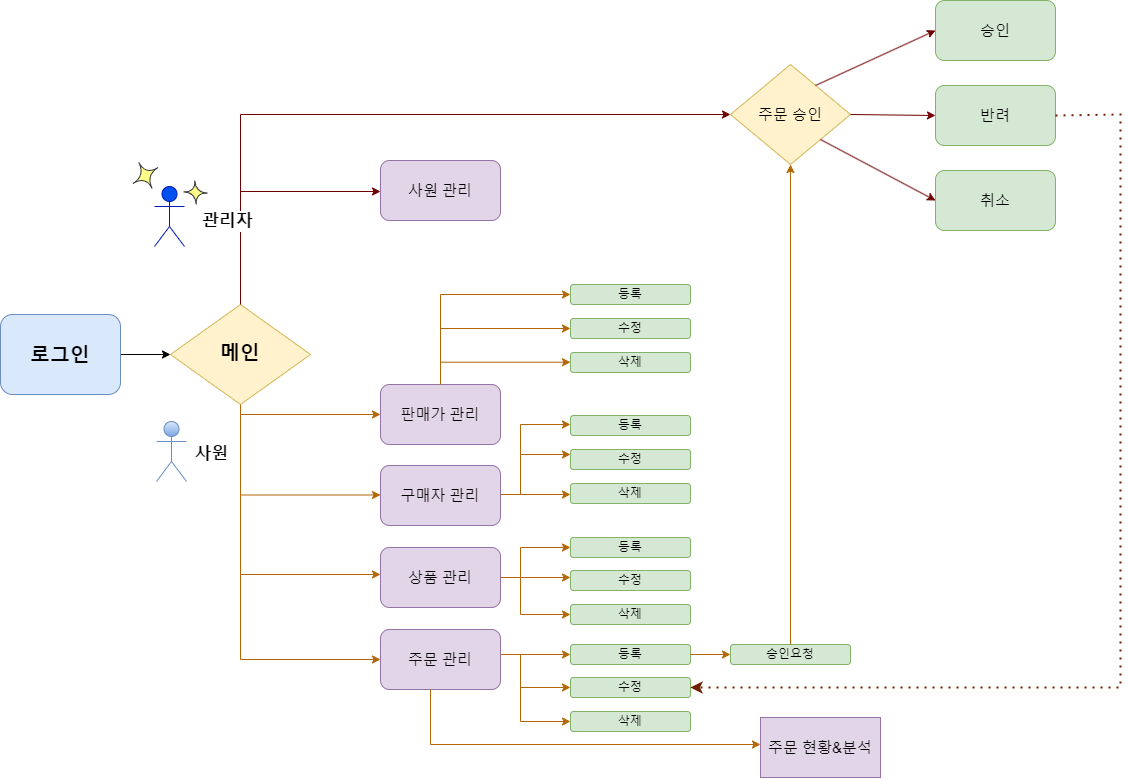 승인
주문 승인
반려
사원 관리
취소
관리자
로그인
메인
등록
수정
삭제
판매가 관리
사원
등록
수정
구매자 관리
삭제
등록
상품 관리
수정
삭제
주문 관리
등록
승인요청
수정
삭제
주문 현황&분석